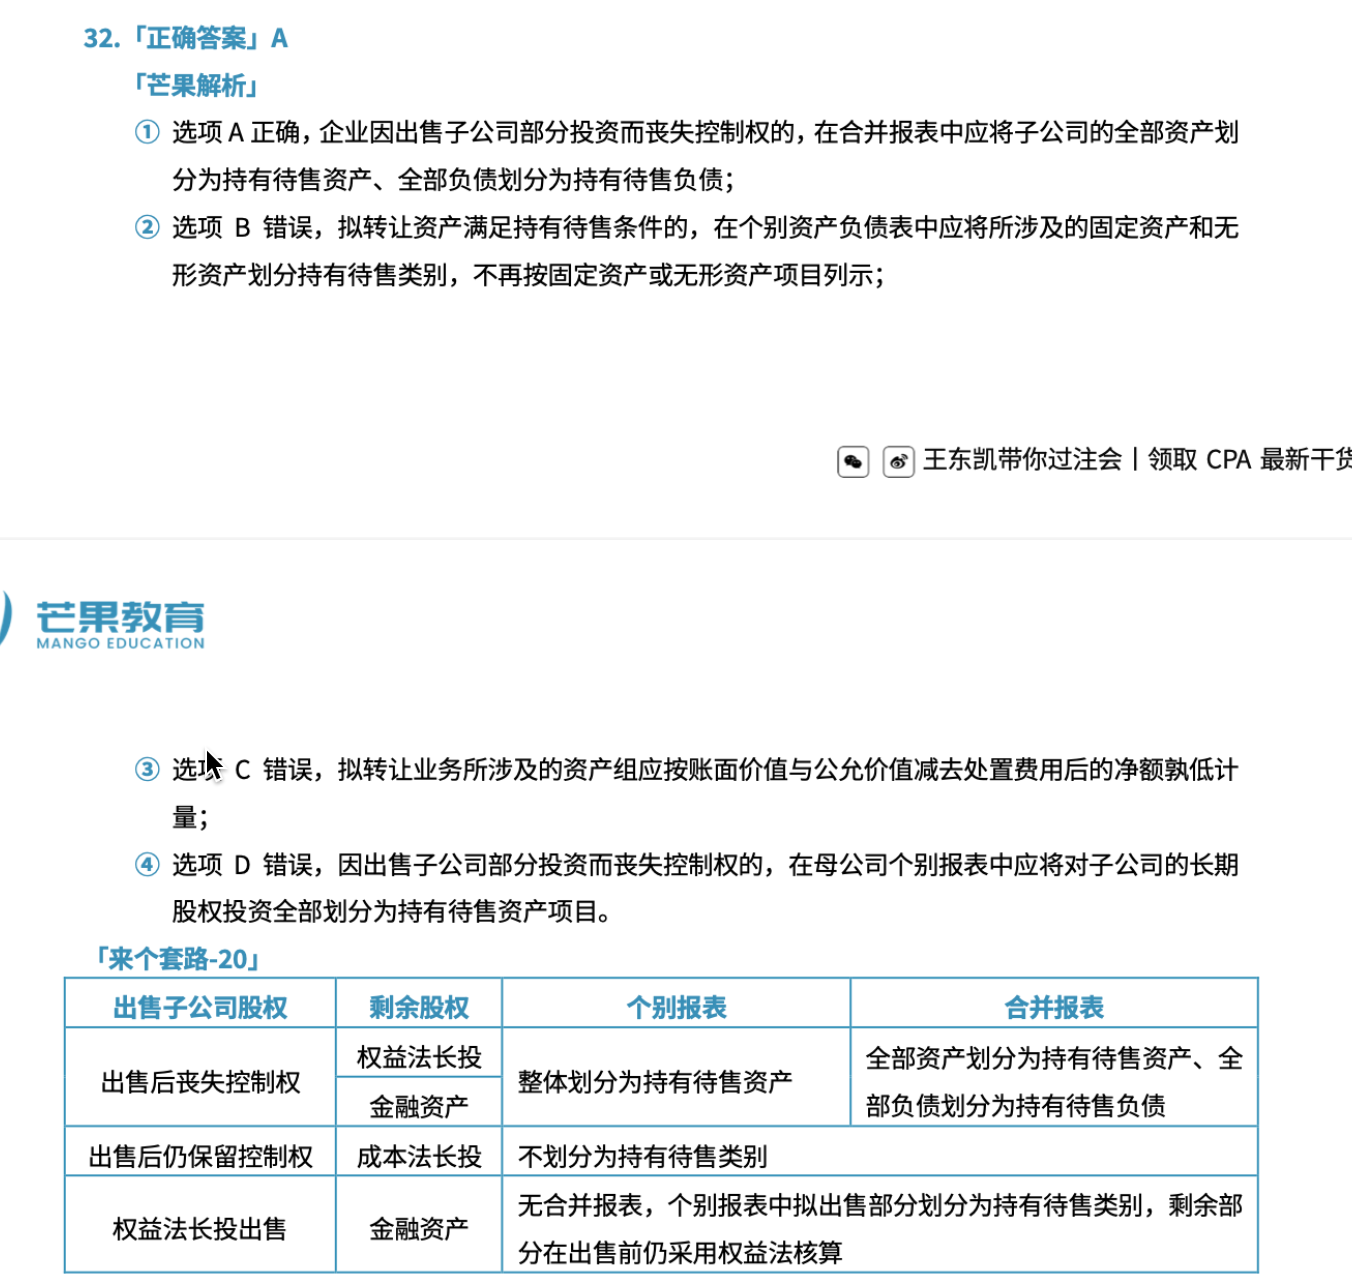 32.「正确答案」A
「芒果解析」
① 选项 A 正确，企业因出售子公司部分投资而丧失控制权的，在合并报表中应将子公司的全部资产划
分为持有待售资产、全部负债划分为持有待售负债；
② 选项 B 错误，拟转让资产满足持有待售条件的，在个别资产负债表中应将所涉及的固定资产和无
形资产划分持有待售类别，不再按固定资产或无形资产项目列示；
王东凯带你过注会丨领取 CPA 最新干货
芒果教育
MANGO EDUCATION
③ 选项 C 错误，拟转让业务所涉及的资产组应按账面价值与公允价值减去处置费用后的净额孰低计
量；
④ 选项 D 错误，因出售子公司部分投资而丧失控制权的，在母公司个别报表中应将对子公司的长期
股权投资全部划分为持有待售资产项目。
「来个套路-20」
出售子公司股权 剩余股权 个别报表 合并报表
出售后丧失控制权 权益法长投 整体划分为持有待售资产 全部资产划分为持有待售资产、全
金融资产 部负债划分为持有待售负债
出售后仍保留控制权 成本法长投 不划分为持有待售类别
权益法长投出售 金融资产 无合并报表，个别报表中拟出售部分划分为持有待售类别，剩余部
分在出售前仍采用权益法核算